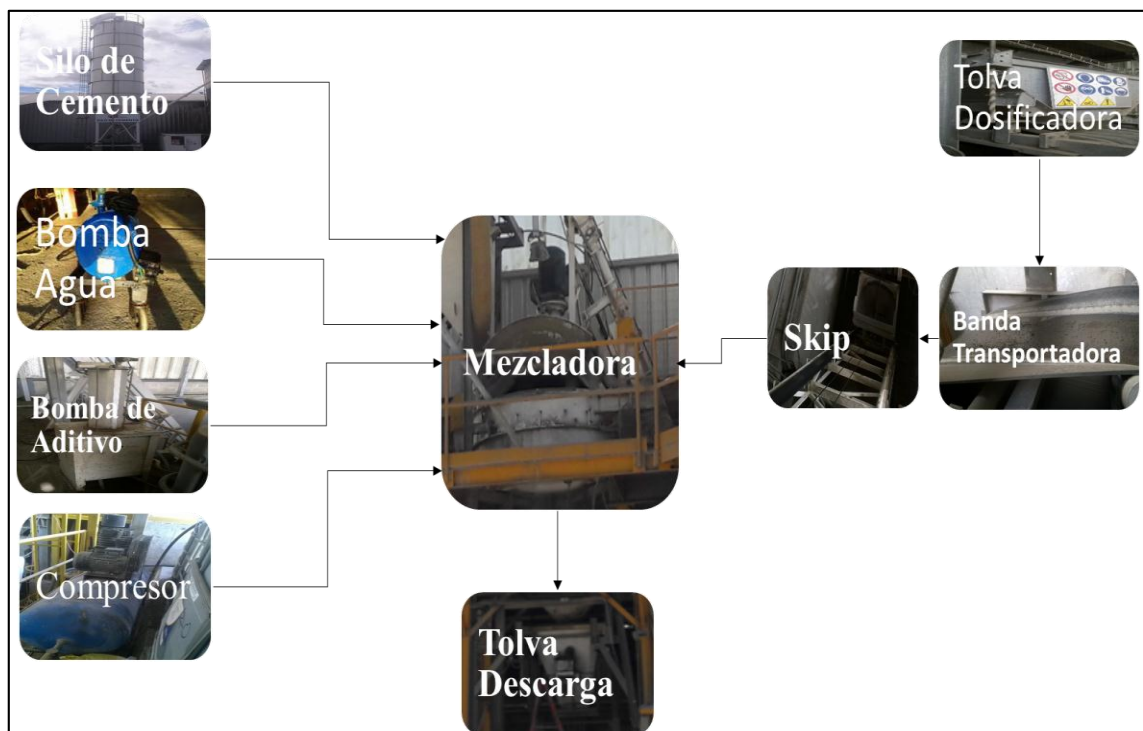 Silo de
Cemento
Tolva
Dosificadora
Bomba
Agua
Mezcladora
Skip
Banda
Transportadora
Bomba de
Aditivo
Compresor
Tolva
Descarga